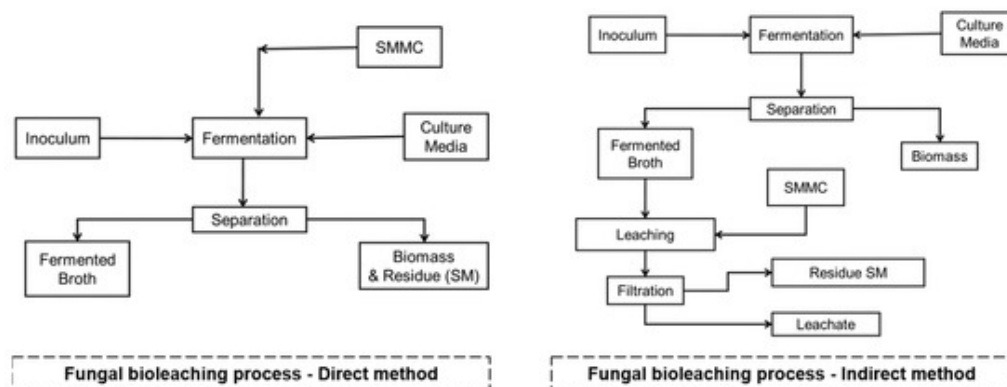 SMMC
Inoculum
Fermentation
Culture
Media
Separation
Fermented
Broth
Biomass
& Residue (SM)
Fungal bioleaching process - Direct method
Inoculum
Fermentation
Culture
Media
Separation
Fermented
Broth
Biomass
SMMC
Leaching
Filtration
Residue SM
Leachate
Fungal bioleaching process - Indirect method